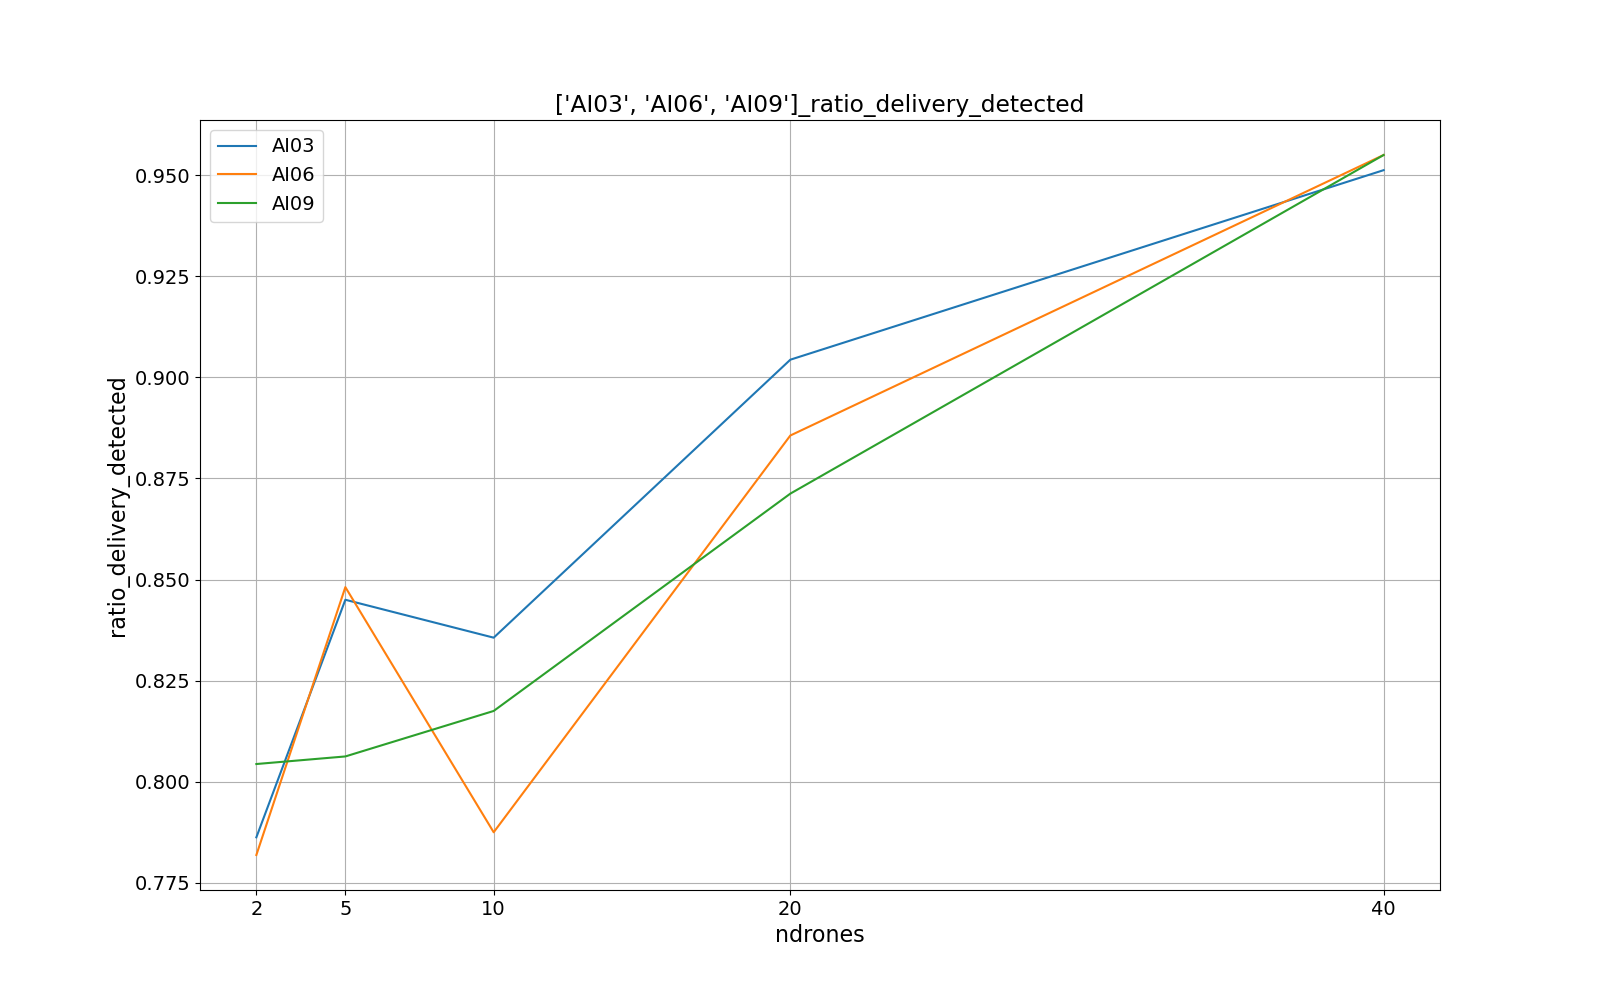 ['AI03', 'AI06', 'AI09']_ratio_delivery_detected
AI03
AI06
AI09
ratio_delivery_detected
0.950
0.925
0.900
0.875
0.850
0.825
0.800
0.775
2 5 10 20 40
ndrones